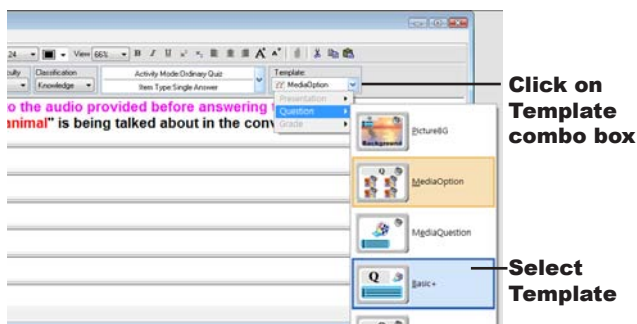 24 View 66% B I U
Classification Activity Mode:Ordinary Quiz Template:
Knowledge Item Type:Single Answer MediaOption
to the audio provided before answering
Presentation
Question
animal" is being talked about in the
Grade
Background PictureBG
Q MediaOption
MediaQuestion
Q Basic+
Click on
Template
combo box
Select
Template